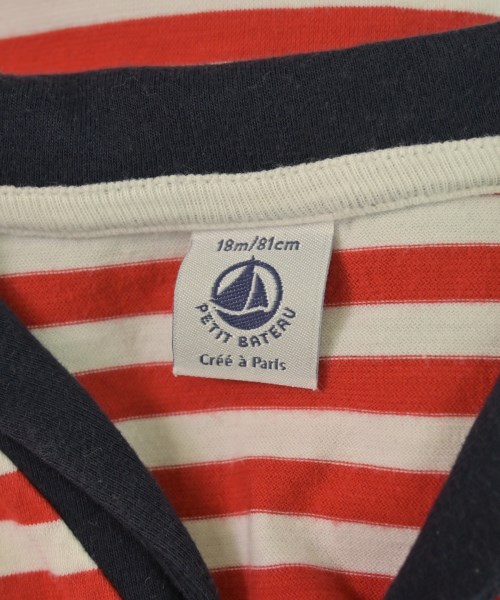 18m/81cm
PETIT BATEAU
Créé à Paris